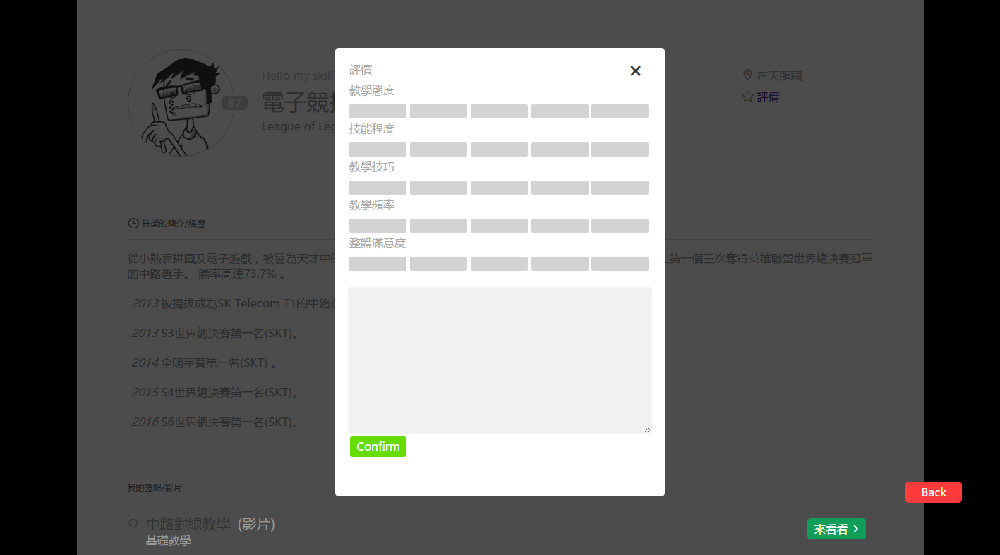 評價
×
教學態度
技能程度
教學技巧
教學頻率
整體滿意度
Confirm
Hello my skill
電子競技
87
League of Leg
在天龍國
評價
技能的簡介/經歷
從小熱衷拼圖及電子遊戲，被譽為天才中的
上第一個三次奪得英雄聯盟世界總決賽冠軍
的中路選手。 勝率高達73.7% 。
2013 被提拔成為SK Telecom T1的中路選
2013 S3世界總決賽第一名(SKT)。
2014 全明星賽第一名(SKT) 。
2015 S4世界總決賽第一名(SKT)。
2016 S6世界總決賽第一名(SKT)。
我的證照/影片
中路對線教學 (影片)
基礎教學
來看看 >
Back